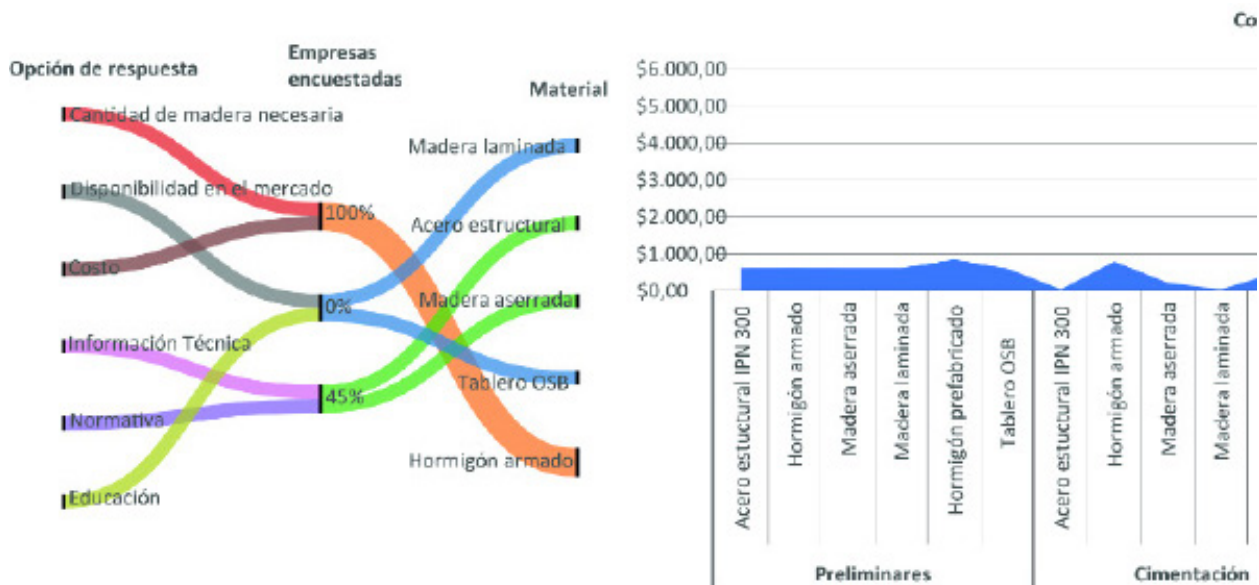 Opción de respuesta
Empresas
encuestadas
Material
Cantidad de madera necesaria
Disponibilidad en el mercado
Costo
Información Técnica
Normativa
Educación
100%
0%
45%
Madera laminada
Acero estructural
Madera aserrada
Tablero OSB
Hormigón armado
Co
$6.000,00
$5.000,00
$4.000,00
$3.000,00
$2.000,00
$1.000,00
$0,00
Acero estuctural IPN 300
Hormigón armado
Madera aserrada
Madera laminada
Hormigón prefabricado
Tablero OSB
Acero estuctural IPN 300
Hormigón armado
Madera aserrada
Madera laminada
Preliminares
Cimentación